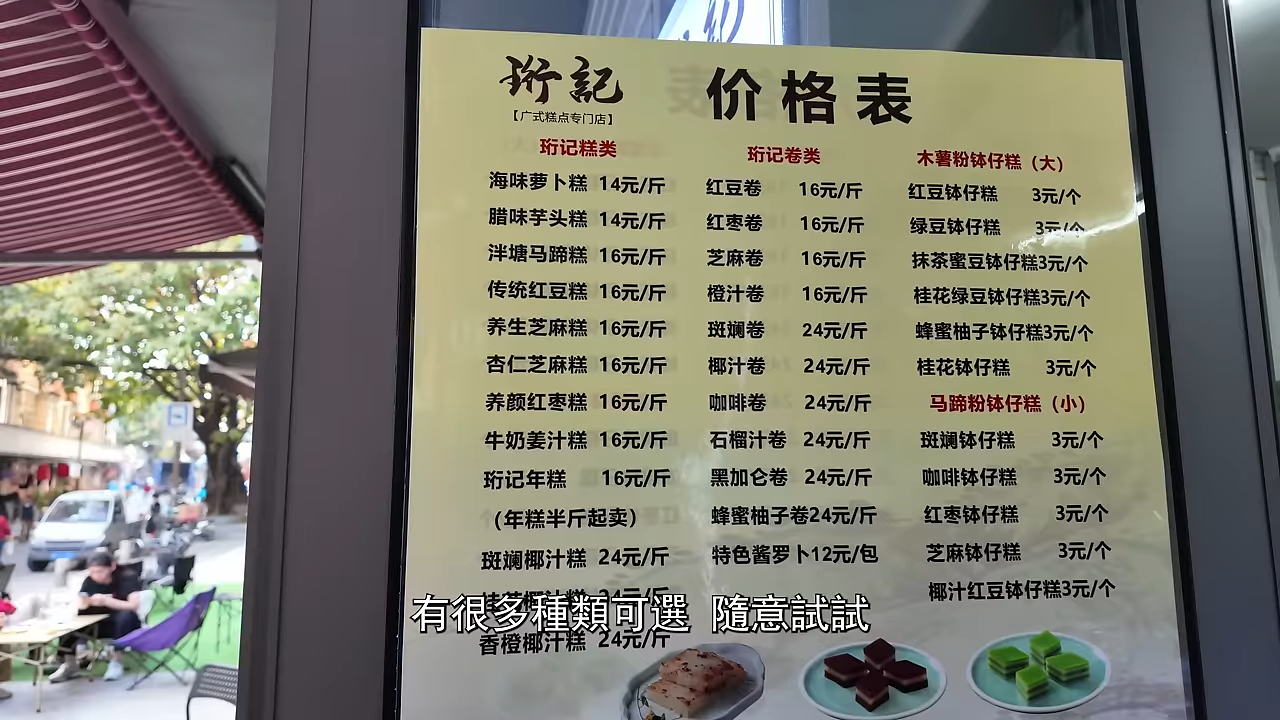 珩記
【广式糕点专门店】
价格表
珩记糕类
海味萝卜糕 14元/斤
腊味芋头糕 14元/斤
泮塘马蹄糕 16元/斤
传统红豆糕 16元/斤
养生芝麻糕 16元/斤
杏仁芝麻糕 16元/斤
养颜红枣糕 16元/斤
牛奶姜汁糕 16元/斤
珩记年糕 16元/斤
（年糕半斤起卖）
斑斓椰汁糕 24元/斤
椰汁糕 24元/斤
香橙椰汁糕 24元/斤
珩记卷类
红豆卷 16元/斤
红枣卷 16元/斤
芝麻卷 16元/斤
橙汁卷 16元/斤
斑斓卷 24元/斤
椰汁卷 24元/斤
咖啡卷 24元/斤
石榴汁卷 24元/斤
黑加仑卷 24元/斤
蜂蜜柚子卷24元/斤
特色酱罗卜12元/包
木薯粉钵仔糕（大）
红豆钵仔糕 3元/个
绿豆钵仔糕 3元/个
抹茶蜜豆钵仔糕3元/个
桂花绿豆钵仔糕3元/个
蜂蜜柚子钵仔糕3元/个
桂花钵仔糕 3元/个
马蹄粉钵仔糕（小）
斑斓钵仔糕 3元/个
咖啡钵仔糕 3元/个
红枣钵仔糕 3元/个
芝麻钵仔糕 3元/个
椰汁红豆钵仔糕3元/个
有很多種類可選 隨意試試